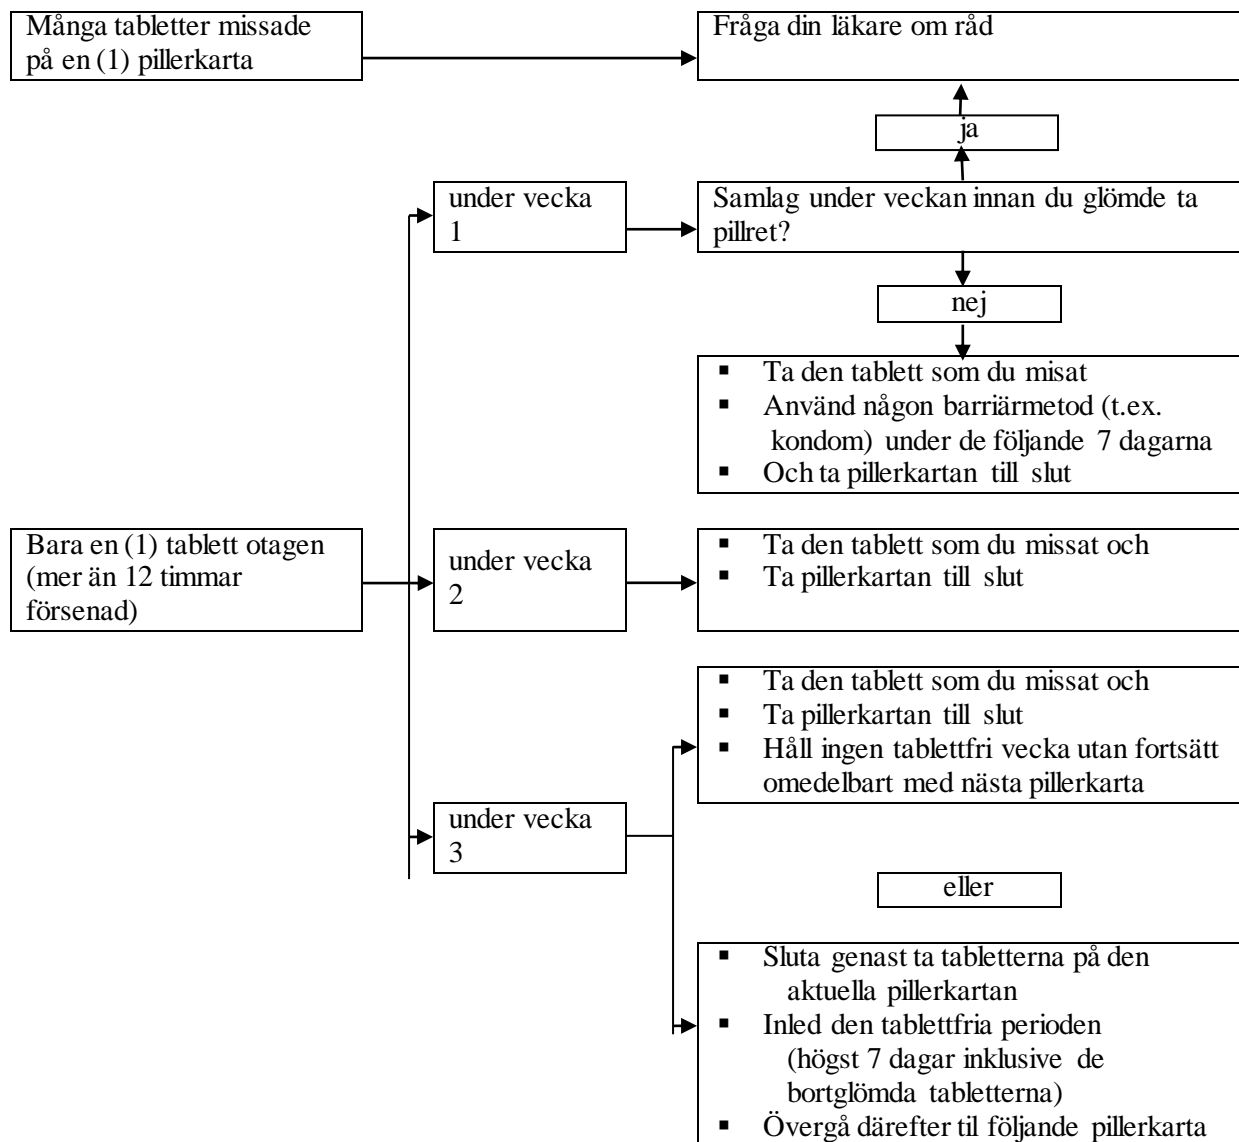 Många tabletter missade
på en (1) pillerkarta
Fråga din läkare om råd
ja
under vecka
1
Samlag under veckan innan du glömde ta
pillret?
nej
▪ Ta den tablett som du misat
▪ Använd någon barriärmetod (t.ex.
kondom) under de följande 7 dagarna
▪ Och ta pillerkartan till slut
Bara en (1) tablett otagen
(mer än 12 timmar
försenad)
under vecka
2
▪ Ta den tablett som du missat och
▪ Ta pillerkartan till slut
▪ Ta den tablett som du missat och
▪ Ta pillerkartan till slut
▪ Håll ingen tablettfri vecka utan fortsätt
omedelbart med nästa pillerkarta
under vecka
3
eller
▪ Sluta genast ta tabletterna på den
aktuella pillerkartan
▪ Inled den tablettfria perioden
(högst 7 dagar inklusive de
bortglömda tabletterna)
▪ Övergå därefter til följande pillerkarta